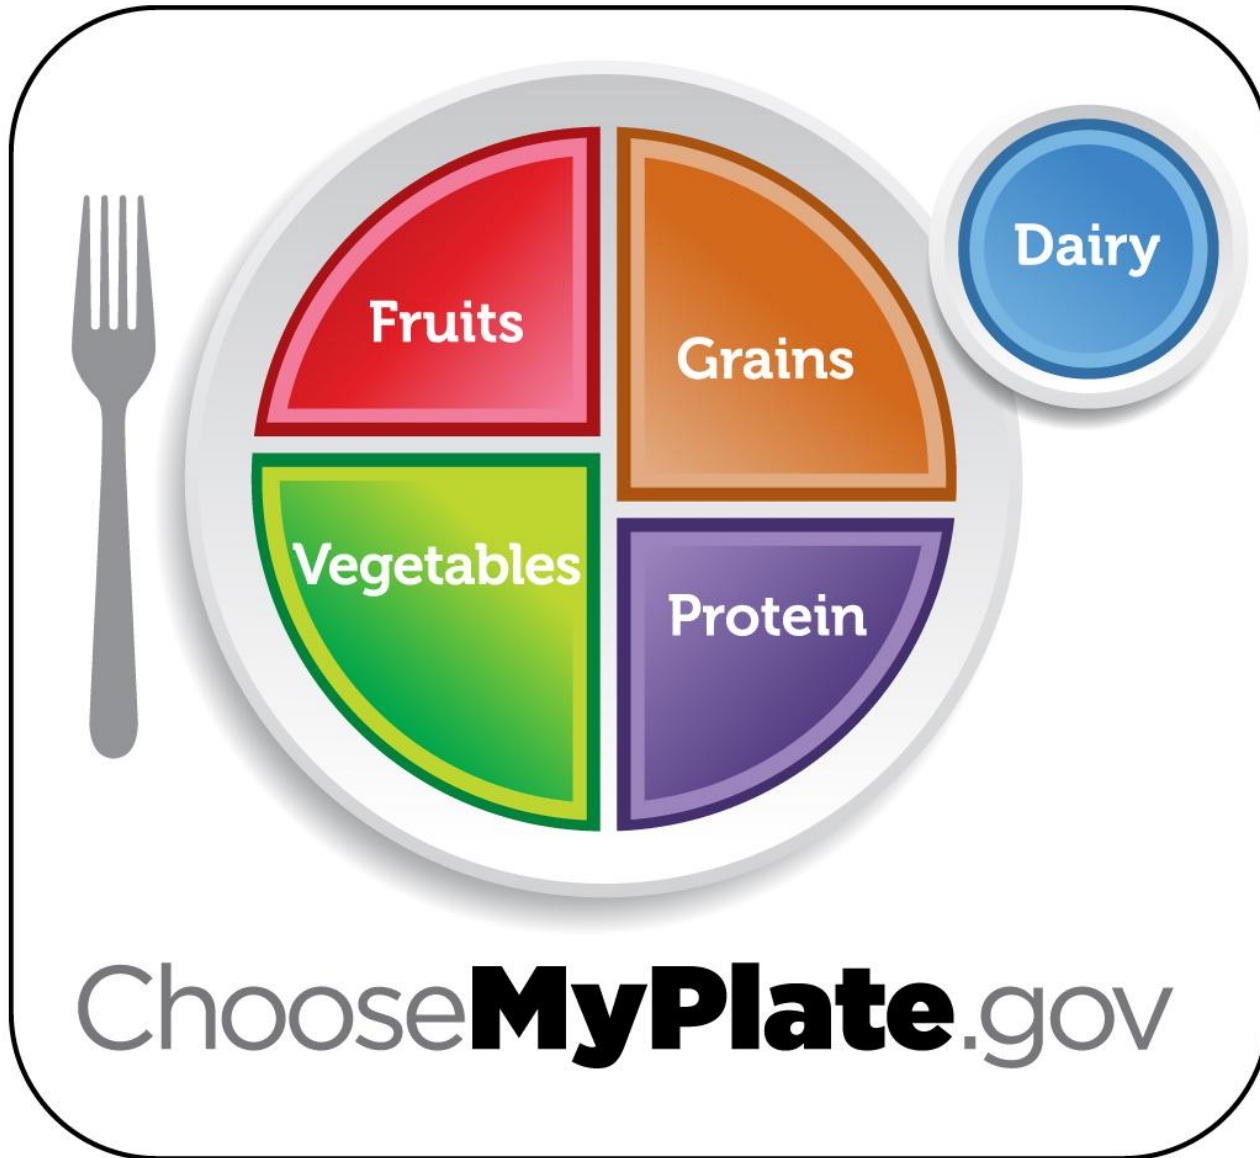 Fruits
Grains
Dairy
Vegetables
Protein
ChooseMyPlate.gov